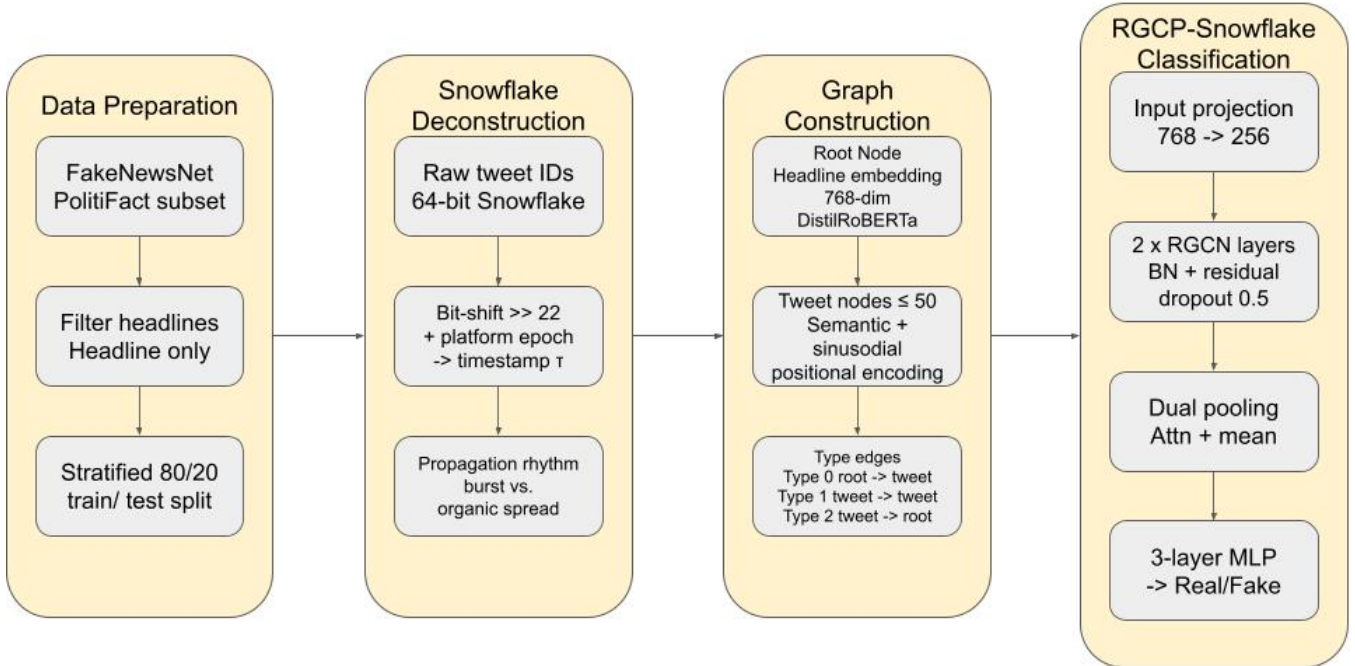 Data Preparation
FakeNewsNet
PolitiFact subset
Filter headlines
Headline only
Stratified 80/20
train/ test split
Snowflake
Deconstruction
Raw tweet IDs
64-bit Snowflake
Bit-shift >> 22
+ platform epoch
-> timestamp τ
Propagation rhythm
burst vs.
organic spread
Graph
Construction
Root Node
Headline embedding
768-dim
DistilRoBERTa
Tweet nodes ≤ 50
Semantic +
sinusodial
positional encoding
Type edges
Type 0 root -> tweet
Type 1 tweet -> tweet
Type 2 tweet -> root
RGCP-Snowflake
Classification
Input projection
768 -> 256
2 x RGCN layers
BN + residual
dropout 0.5
Dual pooling
Attn + mean
3-layer MLP
-> Real/Fake